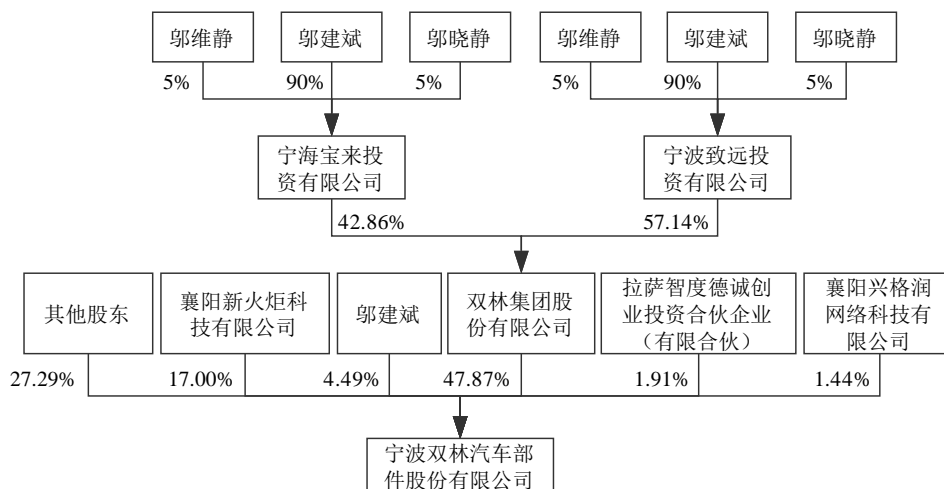 邬维静 邬建斌 邬晓静 邬维静 邬建斌 邬晓静
5% 90% 5% 5% 90% 5%
宁海宝来投
资有限公司
宁波致远投
资有限公司
42.86% 57.14%
其他股东
襄阳新火炬科
技有限公司
邬建斌
双林集团股
份有限公司
拉萨智度德诚创
业投资合伙企业
（有限合伙）
襄阳兴格润
网络科技有
限公司
27.29% 17.00% 4.49% 47.87% 1.91% 1.44%
宁波双林汽车部
件股份有限公司